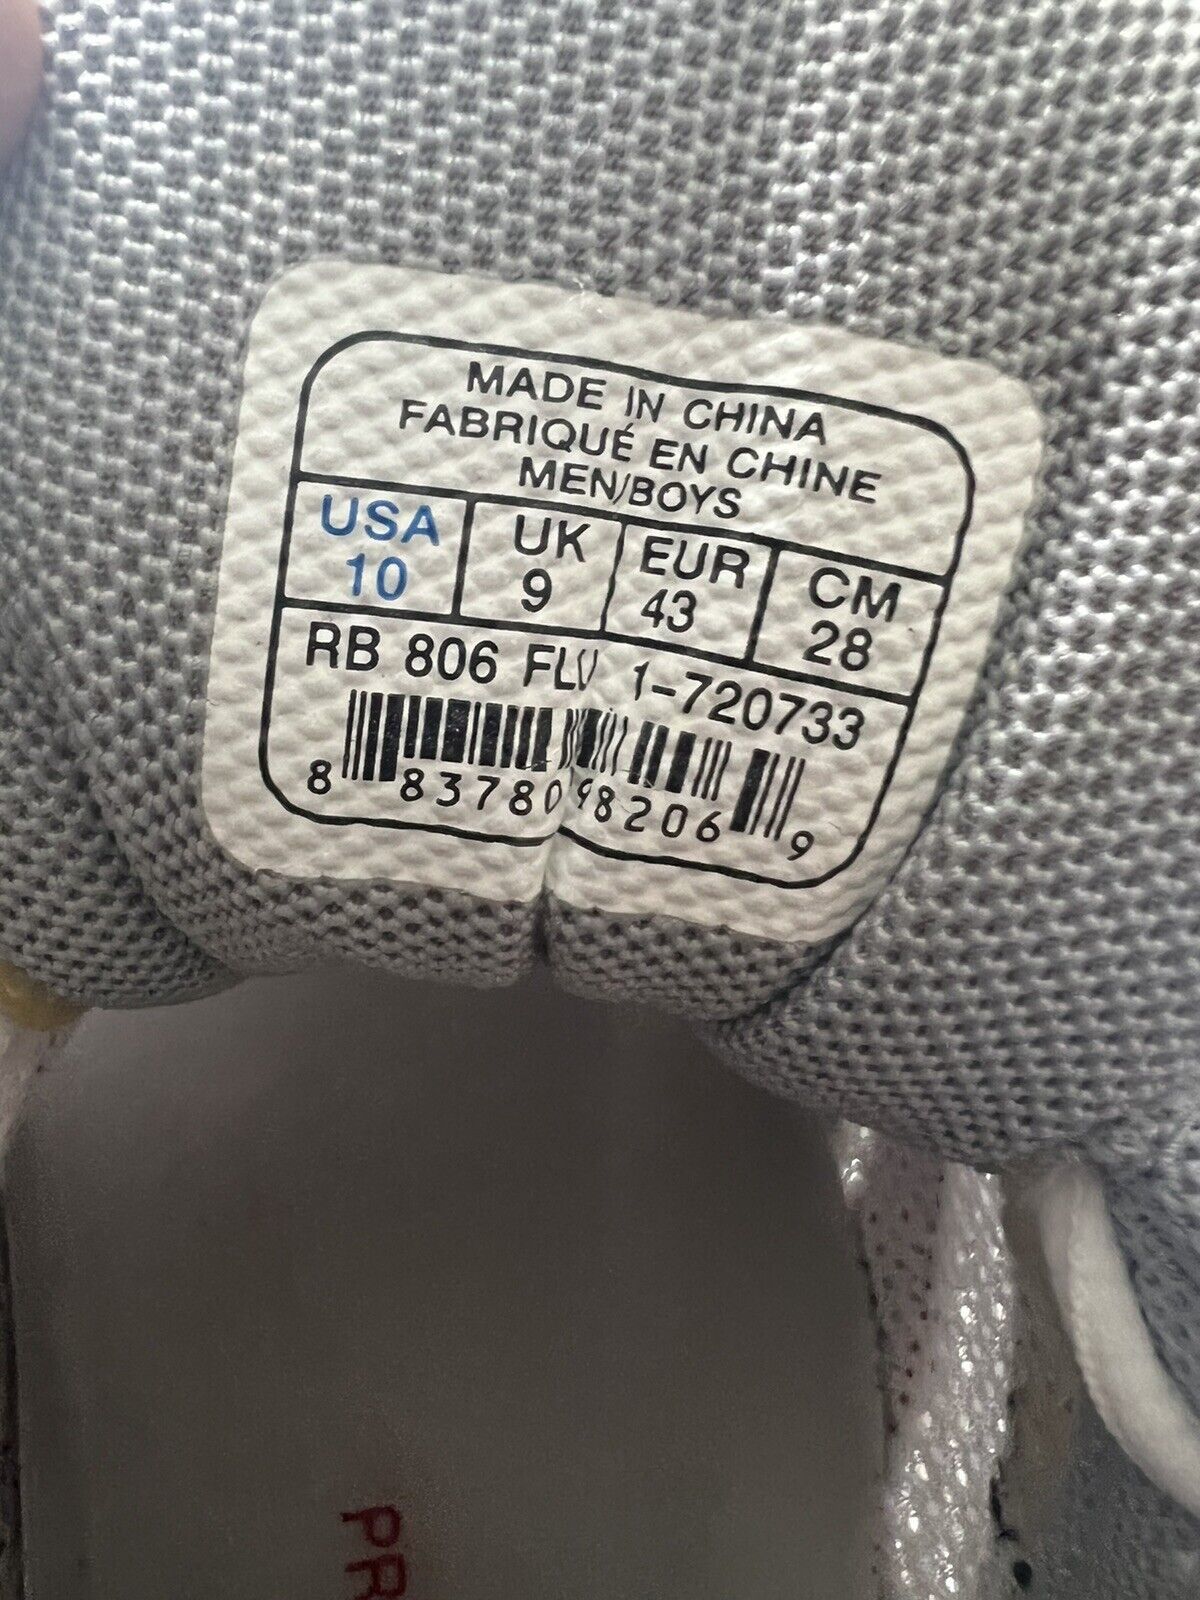 MADE IN CHINA
FABRIQUÉ EN CHINE
MEN/BOYS
USA UK EUR CM
10 9 43 28
RB 806 1-720733
8 83780 98206 9
PR